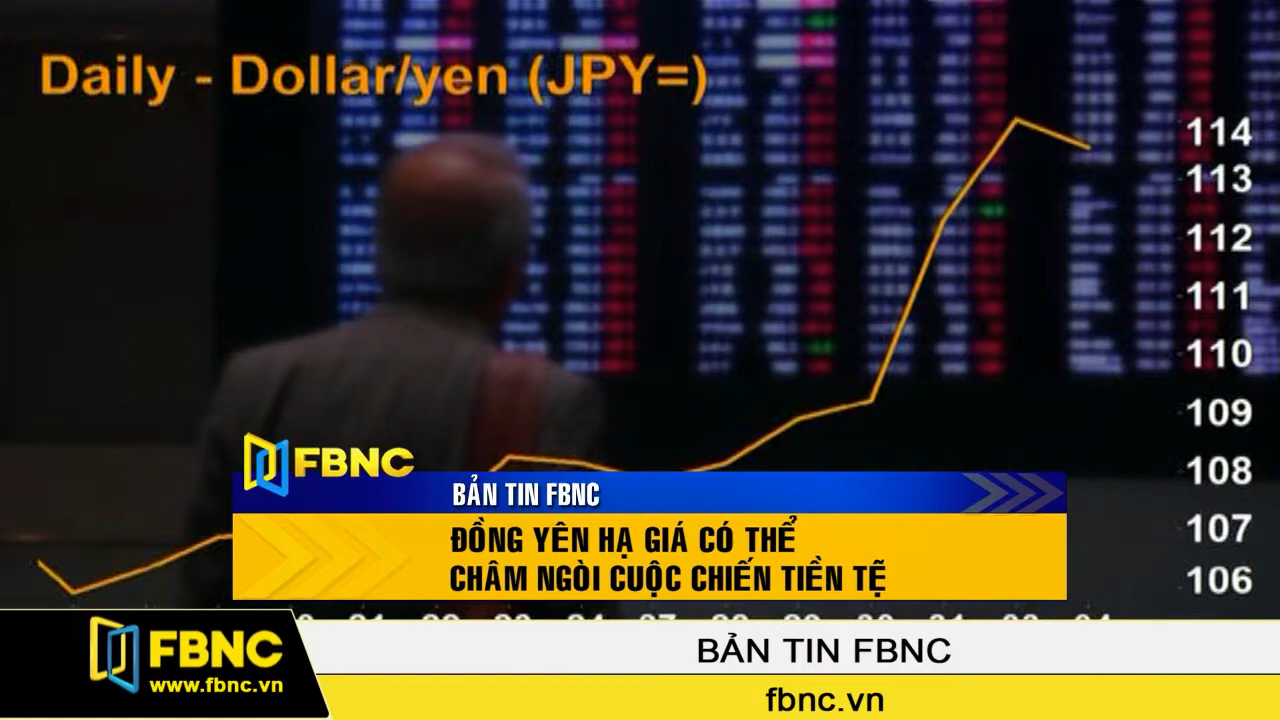 Daily - Dollar/yen (JPY=)
114
113
112
111
110
109
108
107
106
FBNC
BẢN TIN FBNC
ĐỒNG YÊN HẠ GIÁ CÓ THỂ
CHÂM NGÒI CUỘC CHIẾN TIỀN TỆ
FBNC
www.fbnc.vn
BẢN TIN FBNC
fbnc.vn